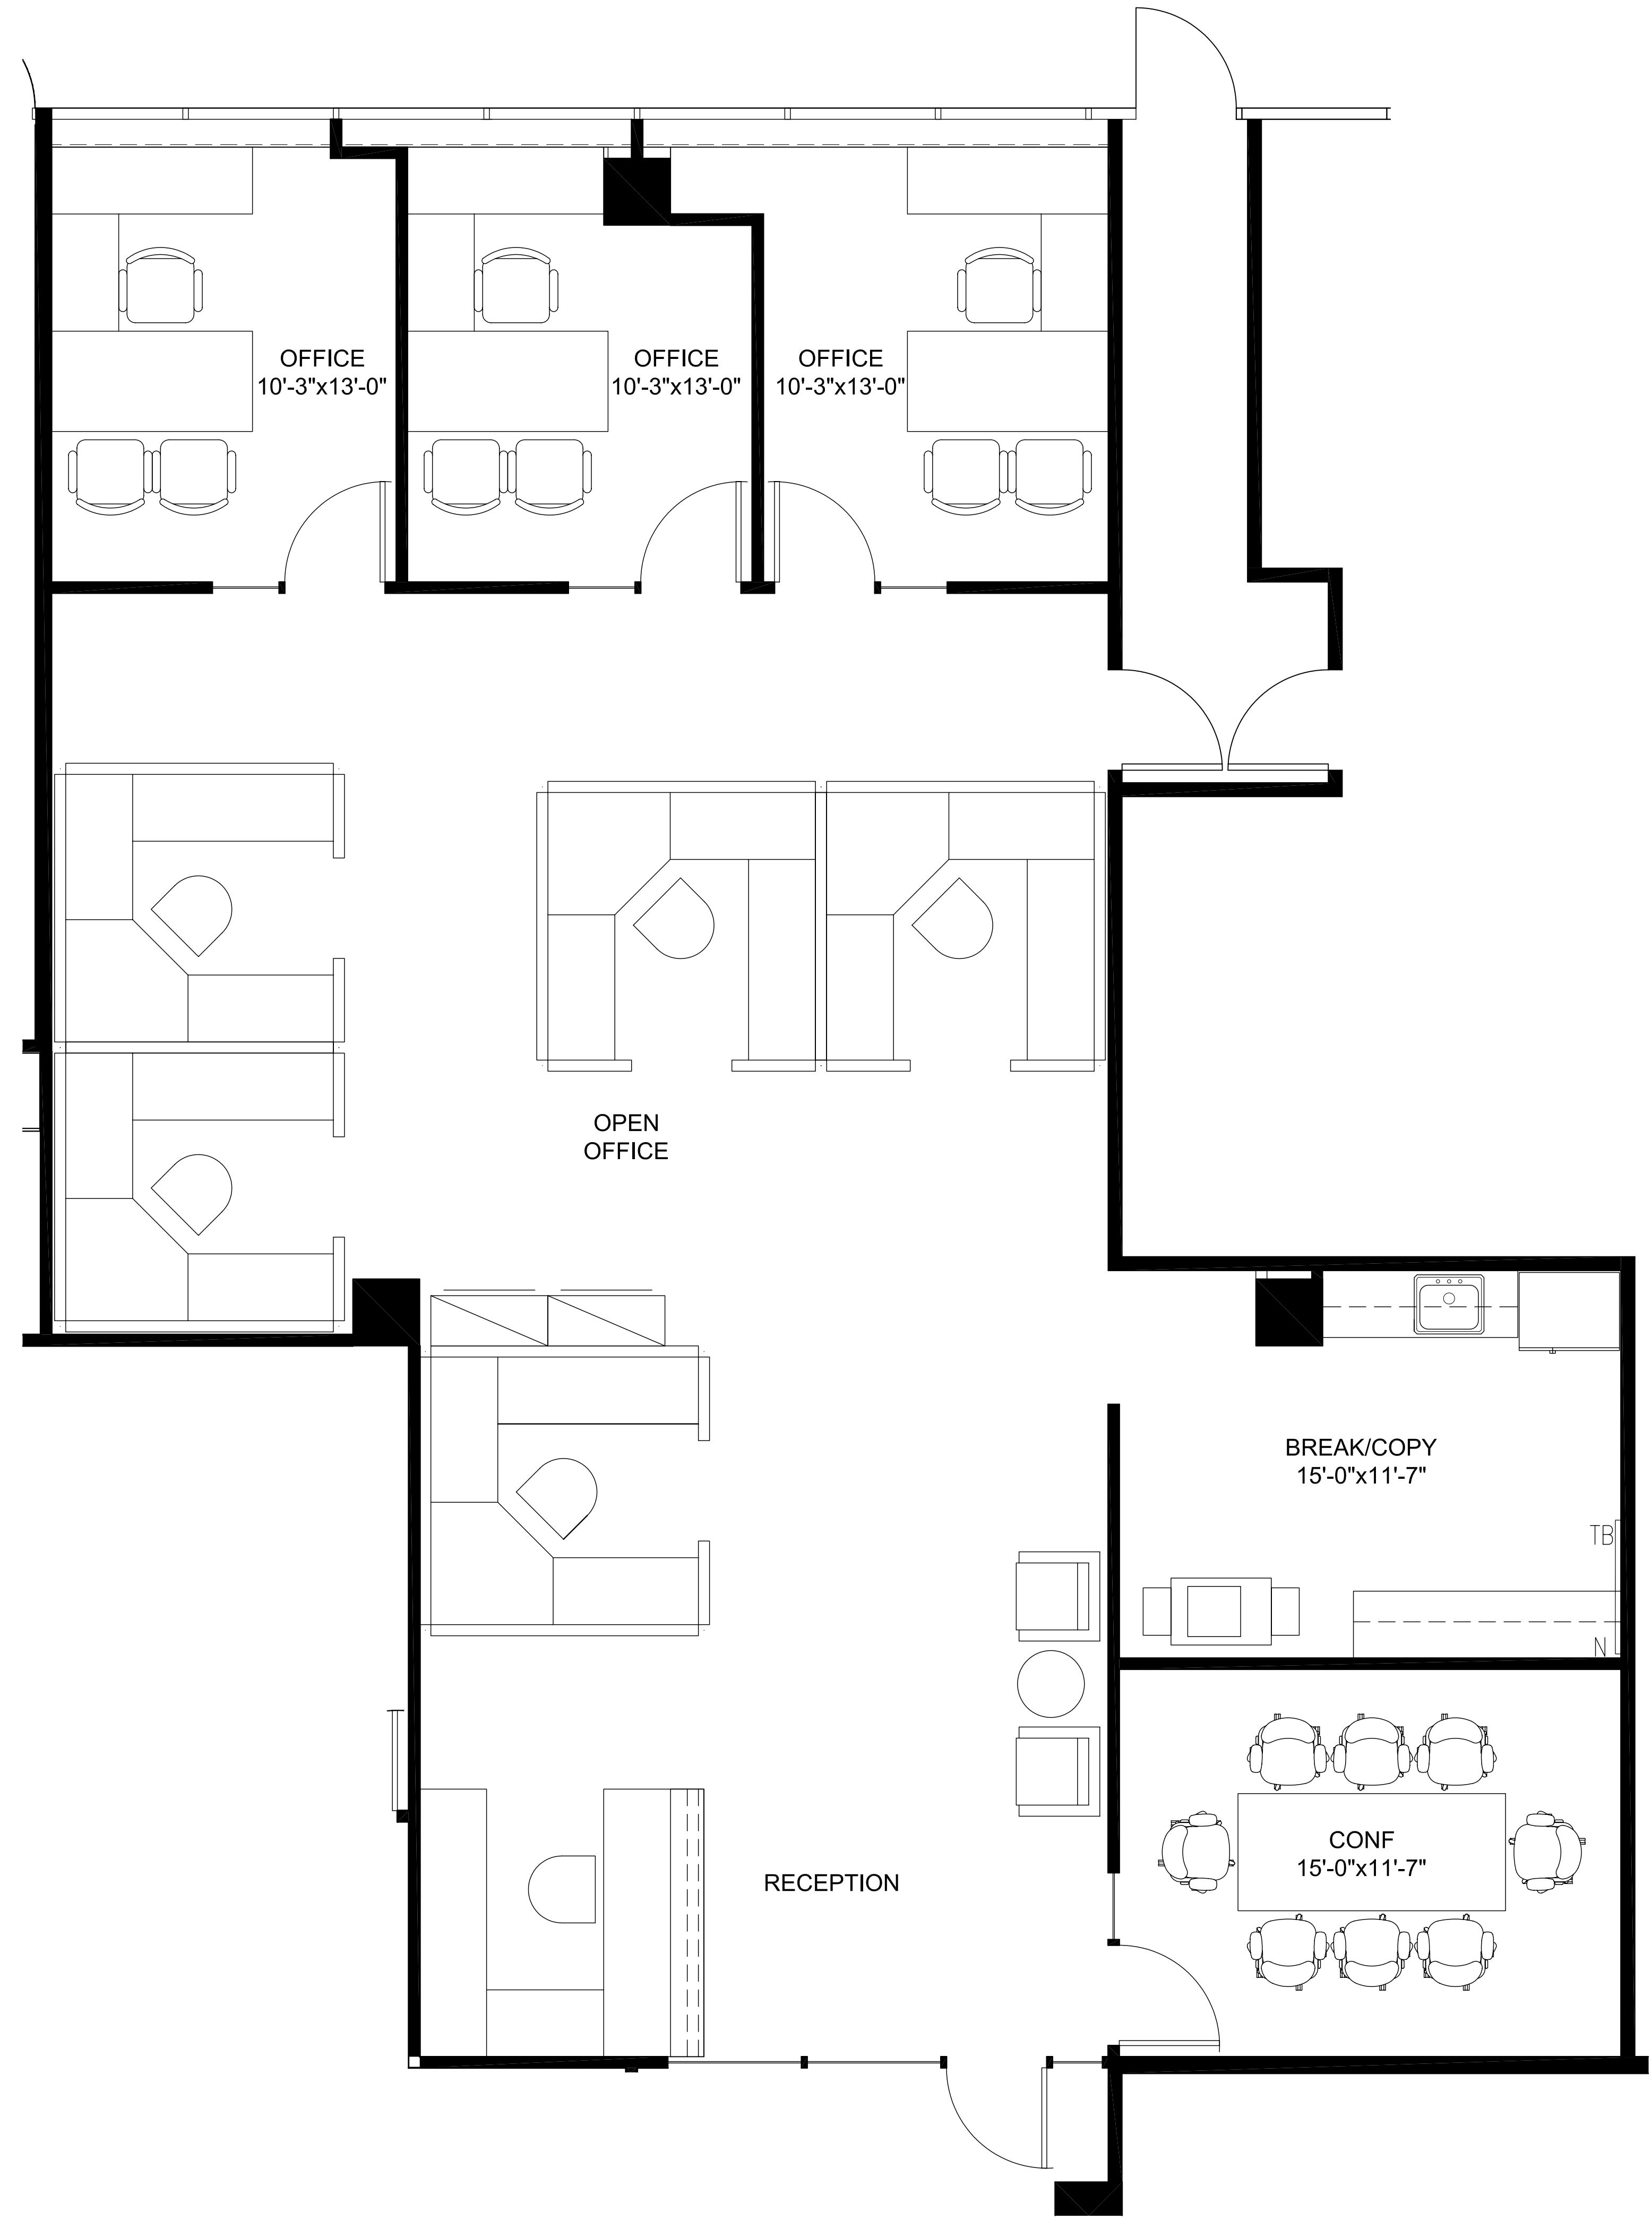 OFFICE
10'-3"x13'-0"
OFFICE
10'-3"x13'-0"
OFFICE
10'-3"x13'-0"
OPEN
OFFICE
BREAK/COPY
15'-0"x11'-7"
TB
N
CONF
15'-0"x11'-7"
RECEPTION